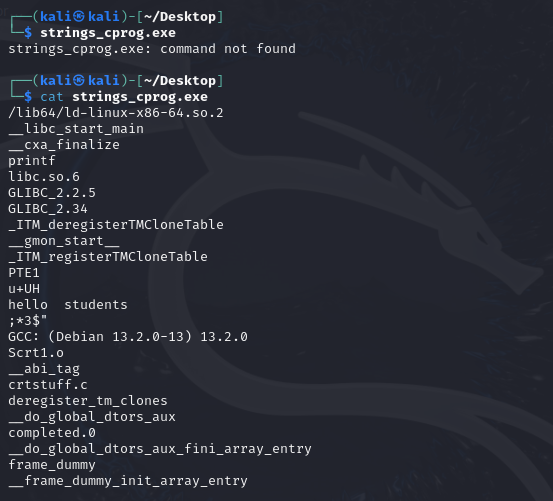 ┌──(kali㉿kali)-[~/Desktop]
└─$ strings_cprog.exe
strings_cprog.exe: command not found
┌──(kali㉿kali)-[~/Desktop]
└─$ cat strings_cprog.exe
/lib64/ld-linux-x86-64.so.2
__libc_start_main
__cxa_finalize
printf
libc.so.6
GLIBC_2.2.5
GLIBC_2.34
_ITM_deregisterTMCloneTable
__gmon_start__
_ITM_registerTMCloneTable
PTE1
u+UH
hello  students
;*3$"
GCC: (Debian 13.2.0-13) 13.2.0
Scrt1.o
__abi_tag
crtstuff.c
deregister_tm_clones
__do_global_dtors_aux
completed.0
__do_global_dtors_aux_fini_array_entry
frame_dummy
__frame_dummy_init_array_entry